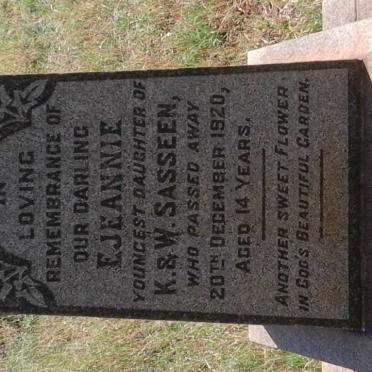 IN
LOVING
REMEMBRANCE OF
OUR DARLING
EJEANNIE
YOUNGEST DAUGHTER OF
K. & W. SASSEEN,
WHO PASSED AWAY
20TH DECEMBER 1920,
AGED 14 YEARS.
ANOTHER SWEET FLOWER
IN GOD'S BEAUTIFUL GARDEN.